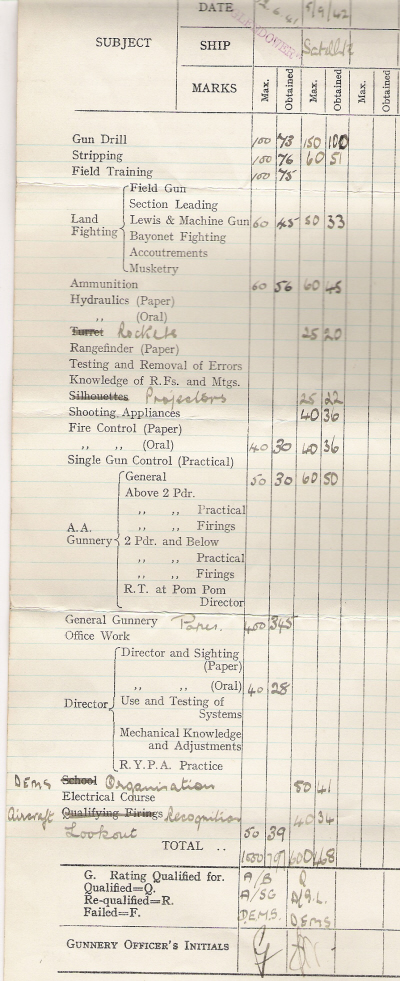 DATE 5/9/42
GLENDOWER
SUBJECT SHIP Satellite
MARKS Max. Obtained Max. Obtained Max. Obtained
Gun Drill 100 73 150 100
Stripping 100 76 60 51
Field Training 100 75
Land Fighting
Field Gun
Section Leading
Lewis & Machine Gun 60 45 50 33
Bayonet Fighting
Accoutrements
Musketry
Ammunition 60 56 60 45
Hydraulics (Paper)
,, (Oral)
Turret Rockets 25 20
Rangefinder (Paper)
Testing and Removal of Errors
Knowledge of R.Fs. and Mtgs.
Silhouettes Projectors 25 22
Shooting Appliances 40 36
Fire Control (Paper)
,, ,, (Oral) 40 30 40 36
Single Gun Control (Practical)
A.A. Gunnery
General 50 30 60 50
Above 2 Pdr.
,, ,, Practical
,, ,, Firings
2 Pdr. and Below
,, ,, Practical
,, ,, Firings
R.T. at Pom Pom
Director
General Gunnery Paper. 400 345
Office Work
Director
Director and Sighting
(Paper)
,, ,, (Oral) 40 28
Use and Testing of
Systems
Mechanical Knowledge
and Adjustments
R.Y.P.A. Practice
DEMS School Organisation 50 41
Electrical Course
Aircraft Qualifying Firings Recognition 40 34
Lookout 50 39
TOTAL .. 1000 797 600 468
G. Rating Qualified for. A/B Q
Qualified=Q.
Re-qualified=R. A/SG A/G.L.
Failed=F. D.E.M.S. DEMS
GUNNERY OFFICER'S INITIALS